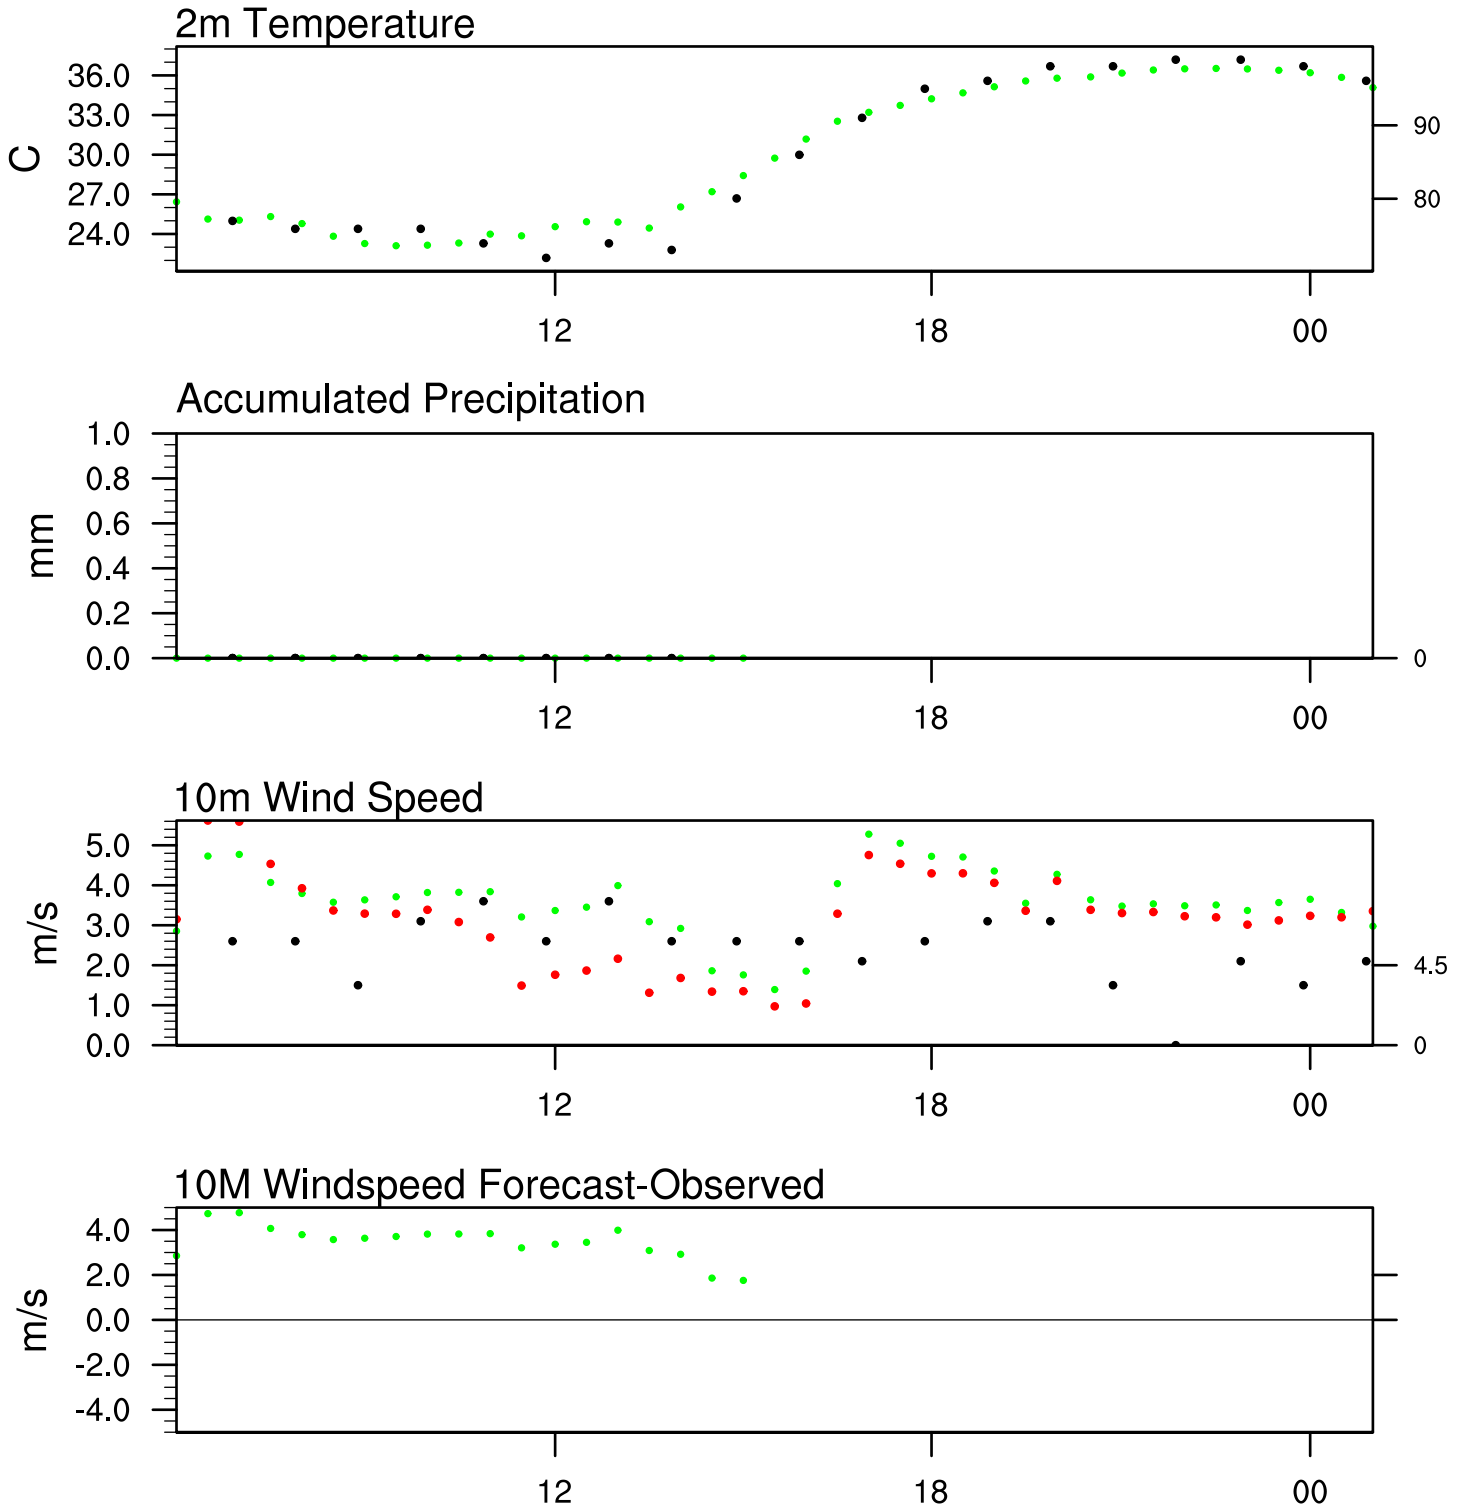 2m Temperature
36.0
33.0
30.0
27.0
24.0
C
90
80
12 18 00
Accumulated Precipitation
1.0
0.8
0.6
0.4
0.2
0.0
mm
0
12 18 00
10m Wind Speed
5.0
4.0
3.0
2.0
1.0
0.0
m/s
4.5
0
12 18 00
10M Windspeed Forecast-Observed
4.0
2.0
0.0
-2.0
-4.0
m/s
12 18 00